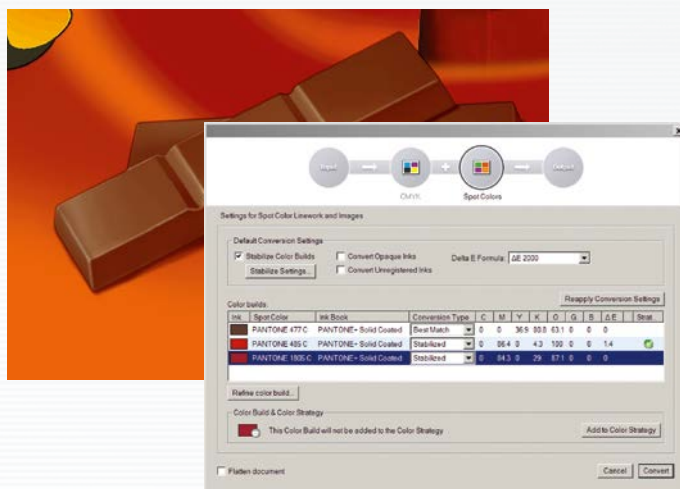 x
Input
CMYK
Spot Colors
Output
Settings for Spot Color Linework and Images
Default Conversion Settings
Stabilize Color Builds
Convert Opaque Inks
Delta E Formula: ΔE 2000
Stabilize Settings...
Convert Unregistered Inks
Color builds:
Reapply Conversion Settings
Ink Spot Color Ink Book Conversion Type C M Y K O G B Δ E Strat...
PANTONE 477 C PANTONE+ Solid Coated Best Match 0 0 36.9 80.8 63.1 0 0 0
PANTONE 485 C PANTONE+ Solid Coated Stabilized 0 86.4 0 4.3 100 0 0 1.4
PANTONE 1805 C PANTONE+ Solid Coated Stabilized 0 84.3 0 29 87.1 0 0 0
Refine color build...
Color Build & Color Strategy
This Color Build will not be added to the Color Strategy
Add to Color Strategy
Flatten document
Cancel
Convert